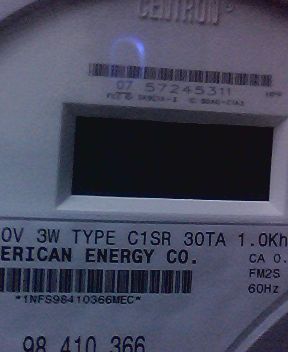 CENTRON®
07 57245311
0V 3W TYPE C1SR 30TA 1.0Kh
ERICAN ENERGY CO.
CA 0.
FM2S
60Hz
*1NFS98410366MEC*
98 410 366